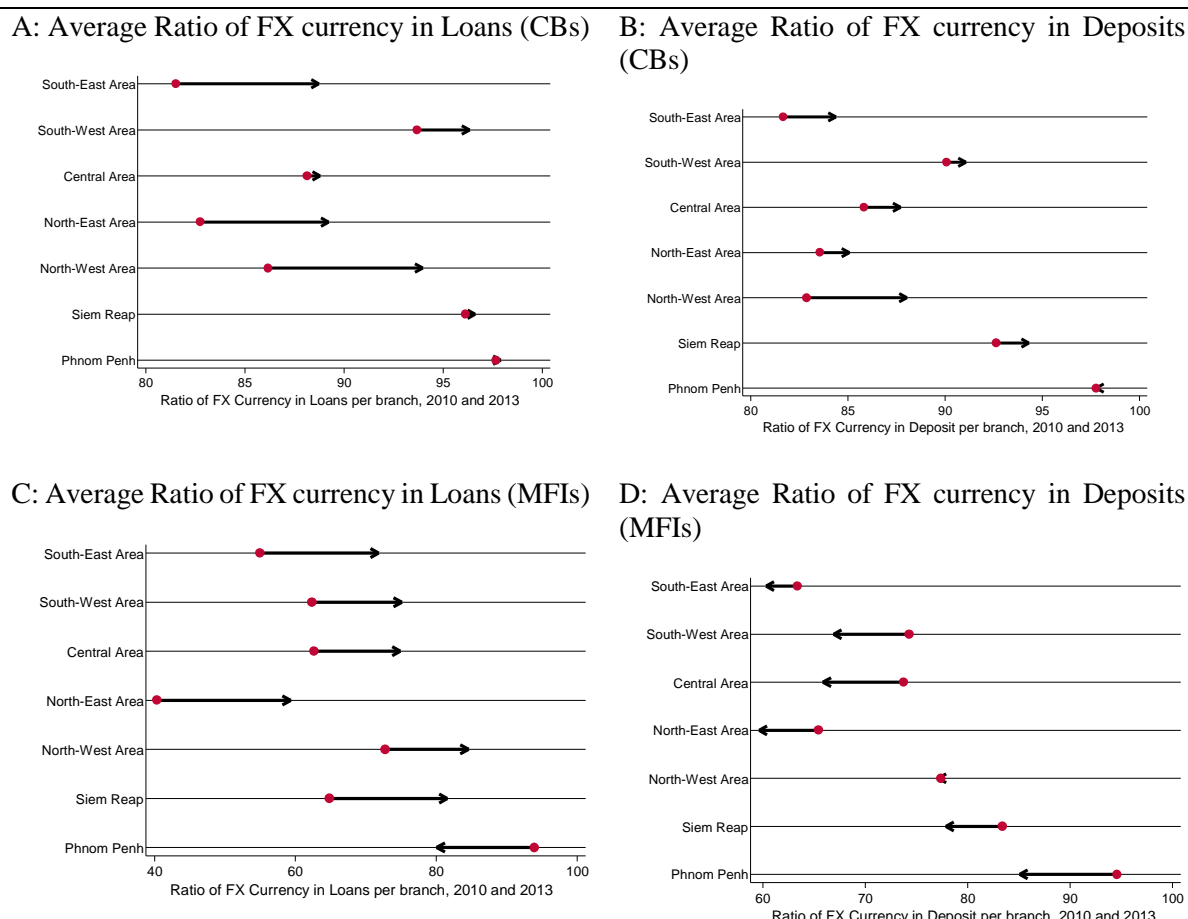 A: Average Ratio of FX currency in Loans (CBs)
South-East Area
South-West Area
Central Area
North-East Area
North-West Area
Siem Reap
Phnom Penh
80 85 90 95 100
Ratio of FX Currency in Loans per branch, 2010 and 2013
B: Average Ratio of FX currency in Deposits
(CBs)
South-East Area
South-West Area
Central Area
North-East Area
North-West Area
Siem Reap
Phnom Penh
80 85 90 95 100
Ratio of FX Currency in Deposit per branch, 2010 and 2013
C: Average Ratio of FX currency in Loans (MFIs)
South-East Area
South-West Area
Central Area
North-East Area
North-West Area
Siem Reap
Phnom Penh
40 60 80 100
Ratio of FX Currency in Loans per branch, 2010 and 2013
D: Average Ratio of FX currency in Deposits
(MFIs)
South-East Area
South-West Area
Central Area
North-East Area
North-West Area
Siem Reap
Phnom Penh
60 70 80 90 100
Ratio of FX Currency in Deposit per branch, 2010 and 2013